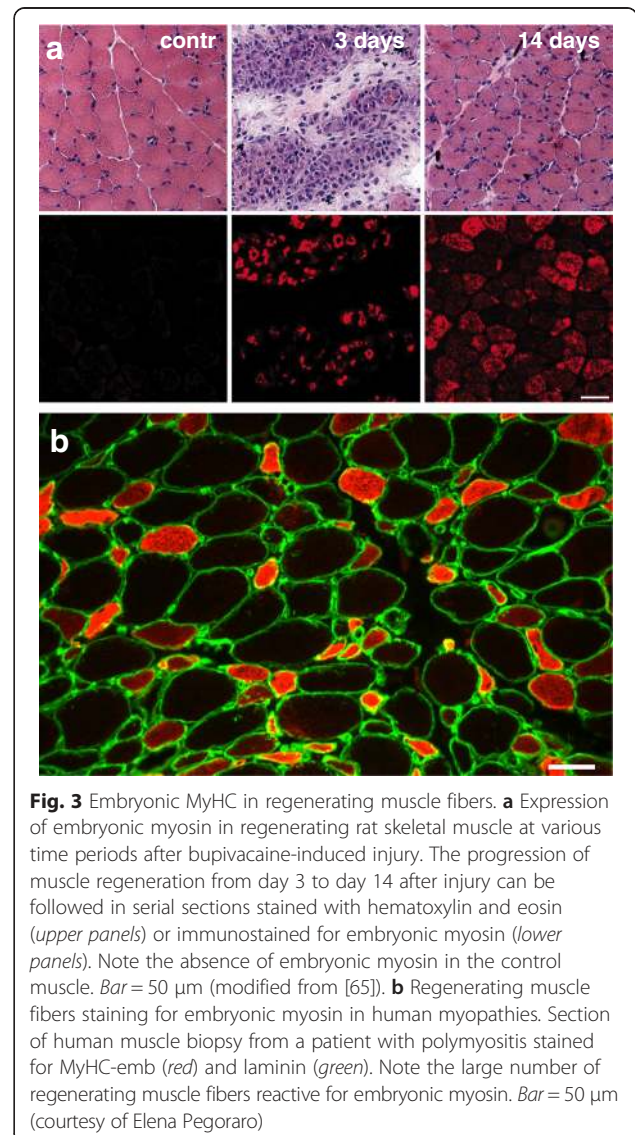 a contr 3 days 14 days
b
Fig. 3 Embryonic MyHC in regenerating muscle fibers. a Expression
of embryonic myosin in regenerating rat skeletal muscle at various
time periods after bupivacaine-induced injury. The progression of
muscle regeneration from day 3 to day 14 after injury can be
followed in serial sections stained with hematoxylin and eosin
(upper panels) or immunostained for embryonic myosin (lower
panels). Note the absence of embryonic myosin in the control
muscle. Bar = 50 μm (modified from [65]). b Regenerating muscle
fibers staining for embryonic myosin in human myopathies. Section
of human muscle biopsy from a patient with polymyositis stained
for MyHC-emb (red) and laminin (green). Note the large number of
regenerating muscle fibers reactive for embryonic myosin. Bar = 50 μm
(courtesy of Elena Pegoraro)